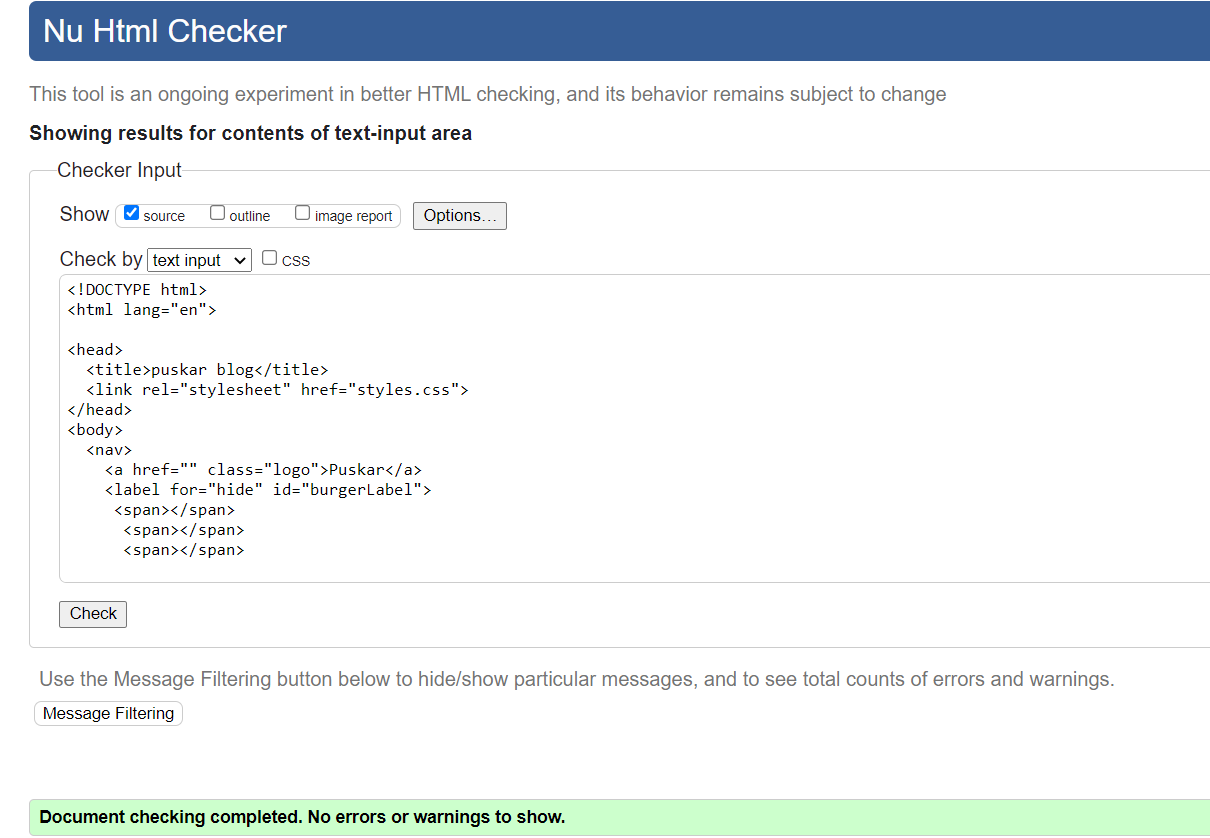 Nu Html Checker
This tool is an ongoing experiment in better HTML checking, and its behavior remains subject to change
Showing results for contents of text-input area
Checker Input
Show source outline image report Options...
Check by text input CSS
<!DOCTYPE html>
<html lang="en">
<head>
<title>puskar blog</title>
<link rel="stylesheet" href="styles.css">
</head>
<body>
<nav>
<a href="" class="logo">Puskar</a>
<label for="hide" id="burgerLabel">
<span></span>
<span></span>
<span></span>
Check
Use the Message Filtering button below to hide/show particular messages, and to see total counts of errors and warnings.
Message Filtering
Document checking completed. No errors or warnings to show.